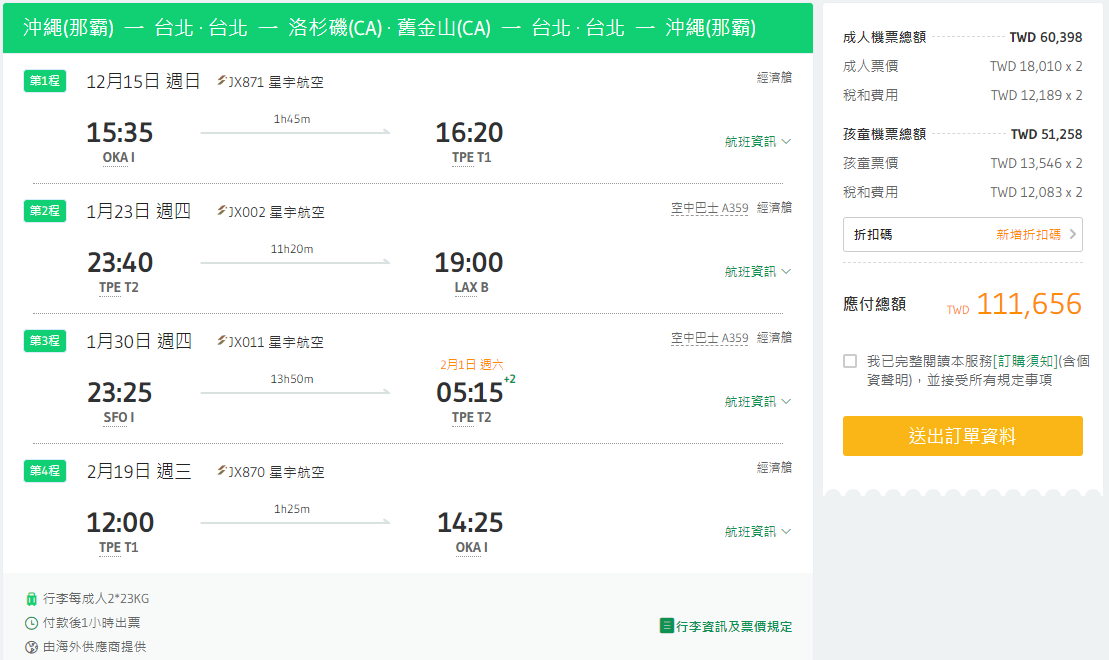 沖繩(那霸) — 台北 · 台北 — 洛杉磯(CA) · 舊金山(CA) — 台北 · 台北 — 沖繩(那霸)
第1程 12月15日 週日 JX871 星宇航空 經濟艙
15:35 1h45m 16:20
OKA I TPE T1
航班資訊
第2程 1月23日 週四 JX002 星宇航空 空中巴士 A359 經濟艙
23:40 11h20m 19:00
TPE T2 LAX B
航班資訊
第3程 1月30日 週四 JX011 星宇航空 空中巴士 A359 經濟艙
2月1日 週六
23:25 13h50m 05:15 +2
SFO I TPE T2
航班資訊
第4程 2月19日 週三 JX870 星宇航空 經濟艙
12:00 1h25m 14:25
TPE T1 OKA I
航班資訊
行李每成人2*23KG
付款後1小時出票
由海外供應商提供
行李資訊及票價規定
成人機票總額 TWD 60,398
成人票價 TWD 18,010 x 2
稅和費用 TWD 12,189 x 2
孩童機票總額 TWD 51,258
孩童票價 TWD 13,546 x 2
稅和費用 TWD 12,083 x 2
折扣碼 新增折扣碼
應付總額 TWD 111,656
我已完整閱讀本服務[訂購須知](含個
資聲明)，並接受所有規定事項
送出訂單資料